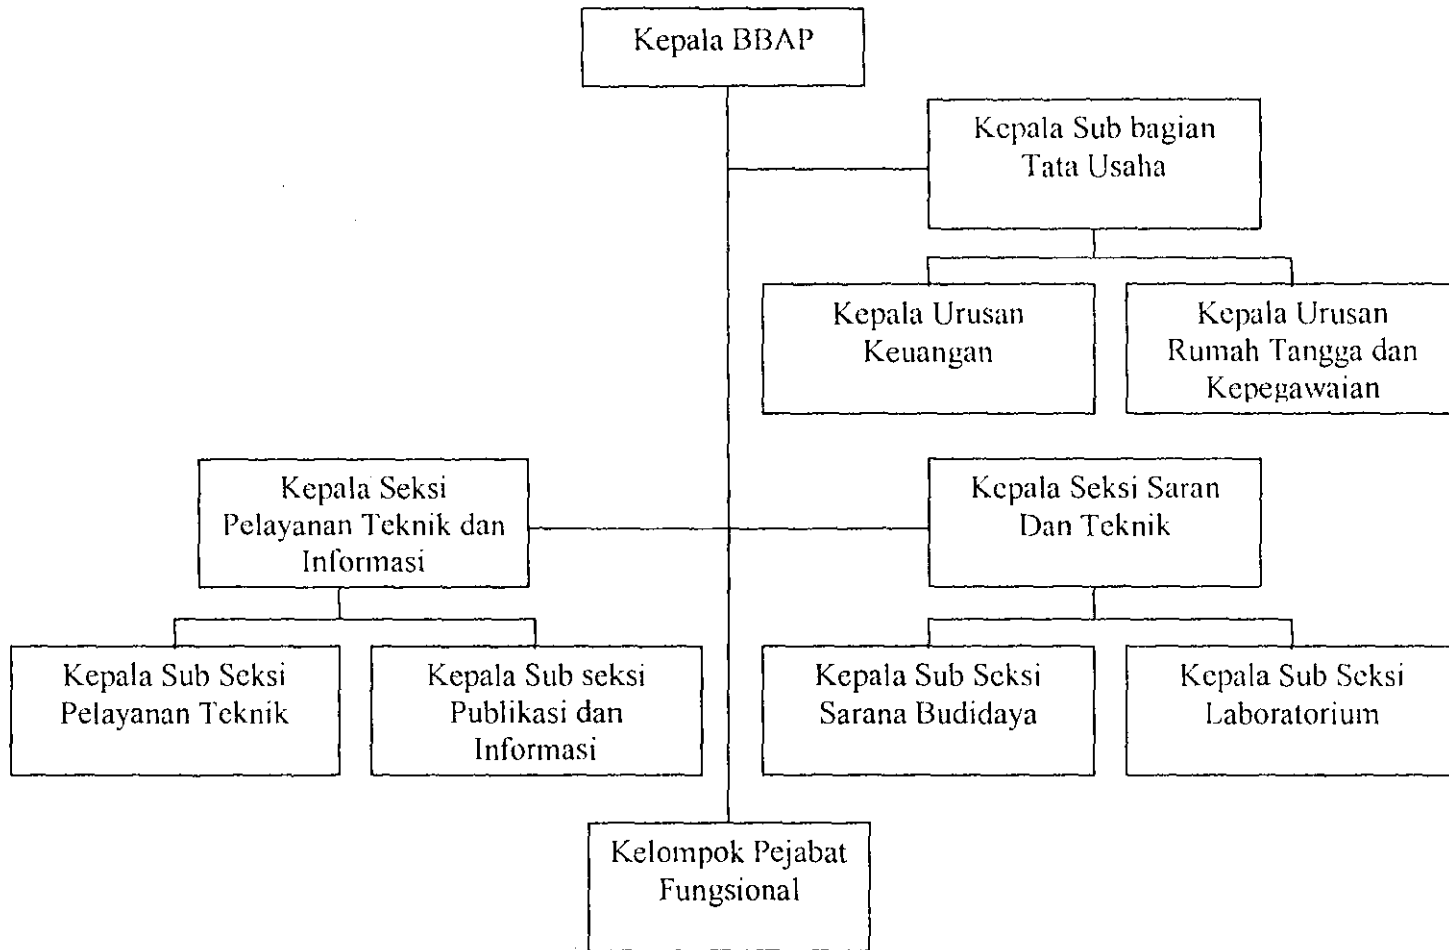 Kepala BBAP
Kepala Sub bagian
Tata Usaha
Kepala Urusan
Keuangan
Kepala Urusan
Rumah Tangga dan
Kepegawaian
Kepala Seksi
Pelayanan Teknik dan
Informasi
Kepala Seksi Saran
Dan Teknik
Kepala Sub Seksi
Pelayanan Teknik
Kepala Sub seksi
Publikasi dan
Informasi
Kepala Sub Seksi
Sarana Budidaya
Kepala Sub Seksi
Laboratorium
Kelompok Pejabat
Fungsional